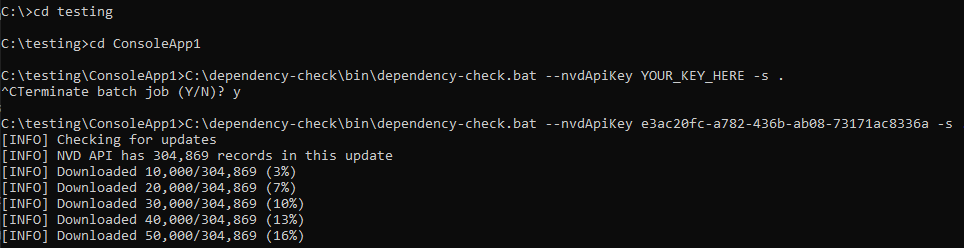 C:\>cd testing
C:\testing>cd ConsoleApp1
C:\testing\ConsoleApp1>C:\dependency-check\bin\dependency-check.bat --nvdApiKey YOUR_KEY_HERE -s .
^CTerminate batch job (Y/N)? y
C:\testing\ConsoleApp1>C:\dependency-check\bin\dependency-check.bat --nvdApiKey e3ac20fc-a782-436b-ab08-73171ac8336a -s
[INFO] Checking for updates
[INFO] NVD API has 304,869 records in this update
[INFO] Downloaded 10,000/304,869 (3%)
[INFO] Downloaded 20,000/304,869 (7%)
[INFO] Downloaded 30,000/304,869 (10%)
[INFO] Downloaded 40,000/304,869 (13%)
[INFO] Downloaded 50,000/304,869 (16%)